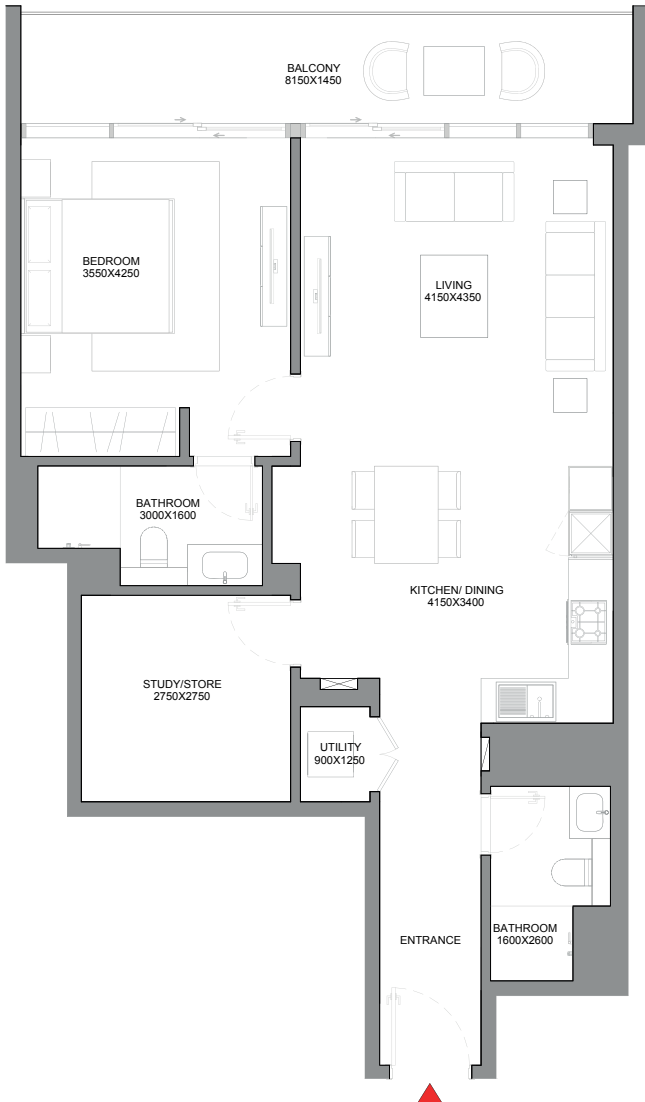 BALCONY
8150X1450
BEDROOM
3550X4250
LIVING
4150X4350
BATHROOM
3000X1600
KITCHEN/ DINING
4150X3400
STUDY/STORE
2750X2750
UTILITY
900X1250
ENTRANCE
BATHROOM
1600X2600